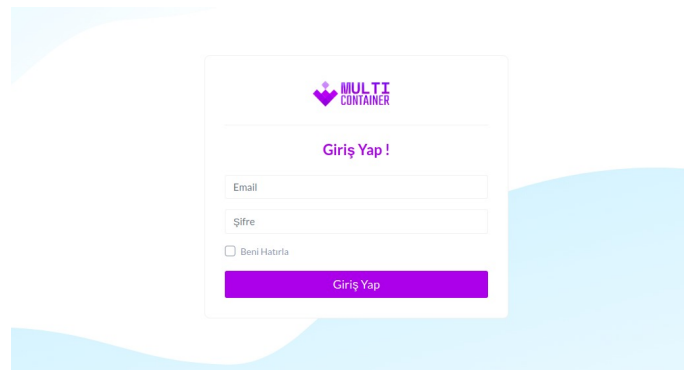 MULTI
CONTAINER
Giriş Yap !
Email
Şifre
Beni Hatırla
Giriş Yap